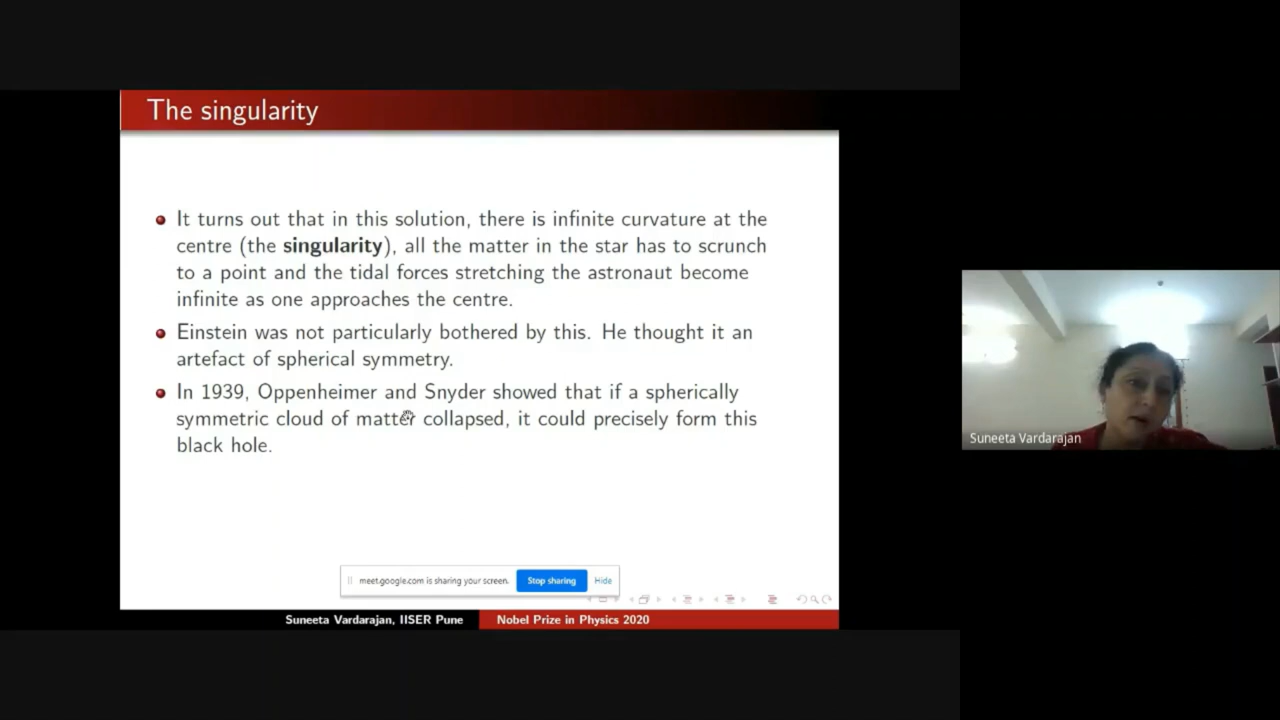 The singularity
It turns out that in this solution, there is infinite curvature at the
centre (the singularity), all the matter in the star has to scrunch
to a point and the tidal forces stretching the astronaut become
infinite as one approaches the centre.
Einstein was not particularly bothered by this. He thought it an
artefact of spherical symmetry.
In 1939, Oppenheimer and Snyder showed that if a spherically
symmetric cloud of matter collapsed, it could precisely form this
black hole.
meet.google.com is sharing your screen. Stop sharing Hide
Suneeta Vardarajan, IISER Pune Nobel Prize in Physics 2020
Suneeta Vardarajan